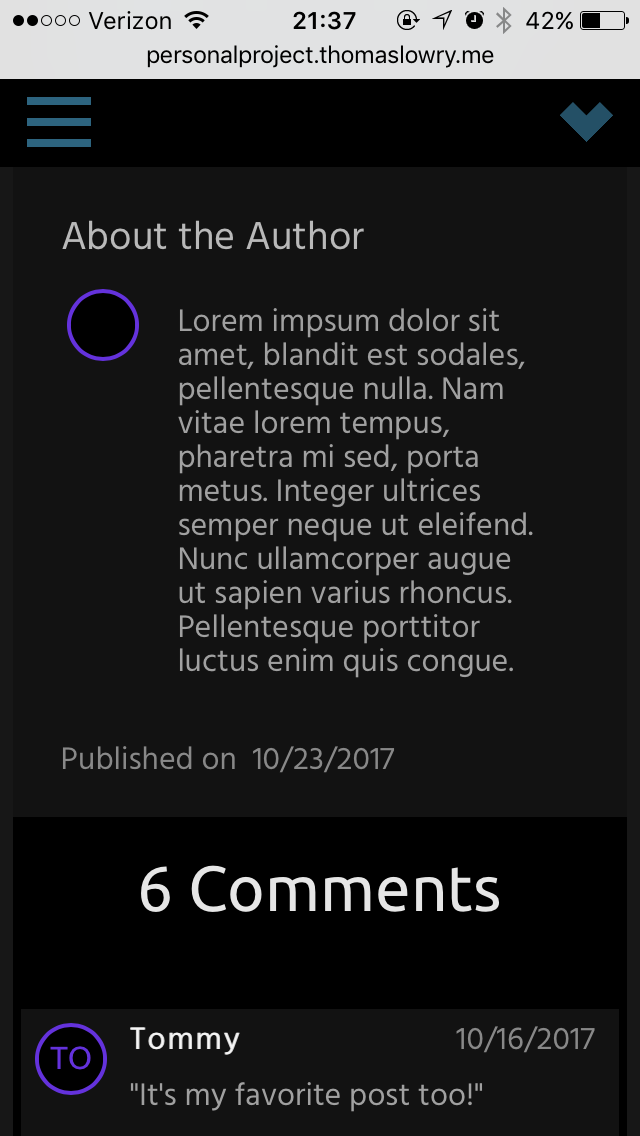 Verizon 21:37 42%
personalproject.thomaslowry.me
About the Author
Lorem impsum dolor sit
amet, blandit est sodales,
pellentesque nulla. Nam
vitae lorem tempus,
pharetra mi sed, porta
metus. Integer ultrices
semper neque ut eleifend.
Nunc ullamcorper augue
ut sapien varius rhoncus.
Pellentesque porttitor
luctus enim quis congue.
Published on 10/23/2017
6 Comments
TO Tommy 10/16/2017
"It's my favorite post too!"